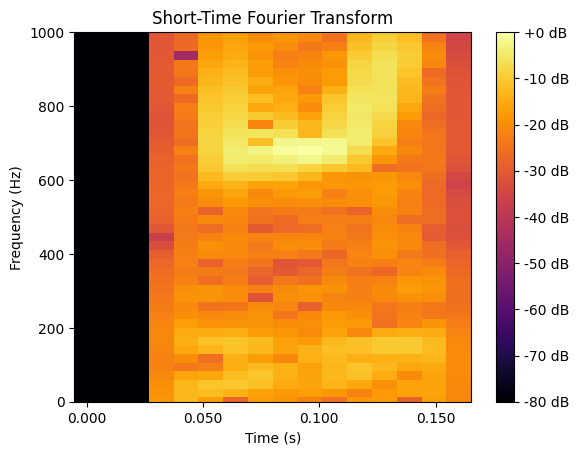 Short-Time Fourier Transform
1000
800
600
400
200
0
Frequency (Hz)
0.000
0.050
0.100
0.150
Time (s)
+0 dB
-10 dB
-20 dB
-30 dB
-40 dB
-50 dB
-60 dB
-70 dB
-80 dB